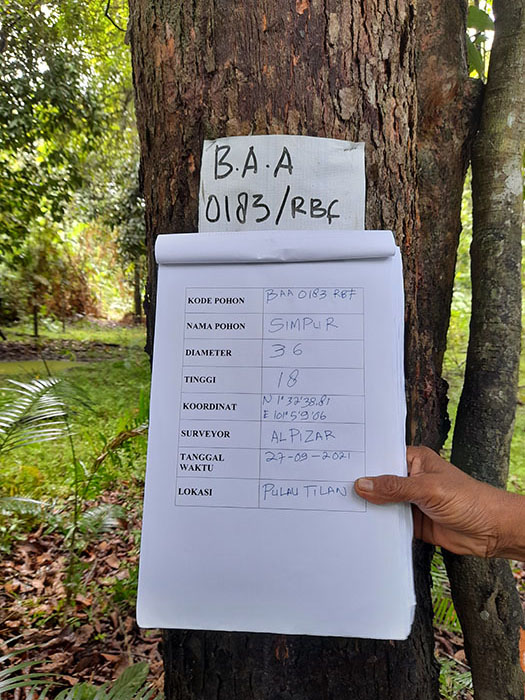 B.A.A
0183/RBF
KODE POHON BAA 0183 RBF
NAMA POHON SIMPUR
DIAMETER 36
TINGGI 18
KOORDINAT N 1° 37'38.81
E 101° 5'9'06
SURVEYOR ALPIZAR
TANGGAL 27-09-2021
WAKTU
LOKASI PULAU TILAN